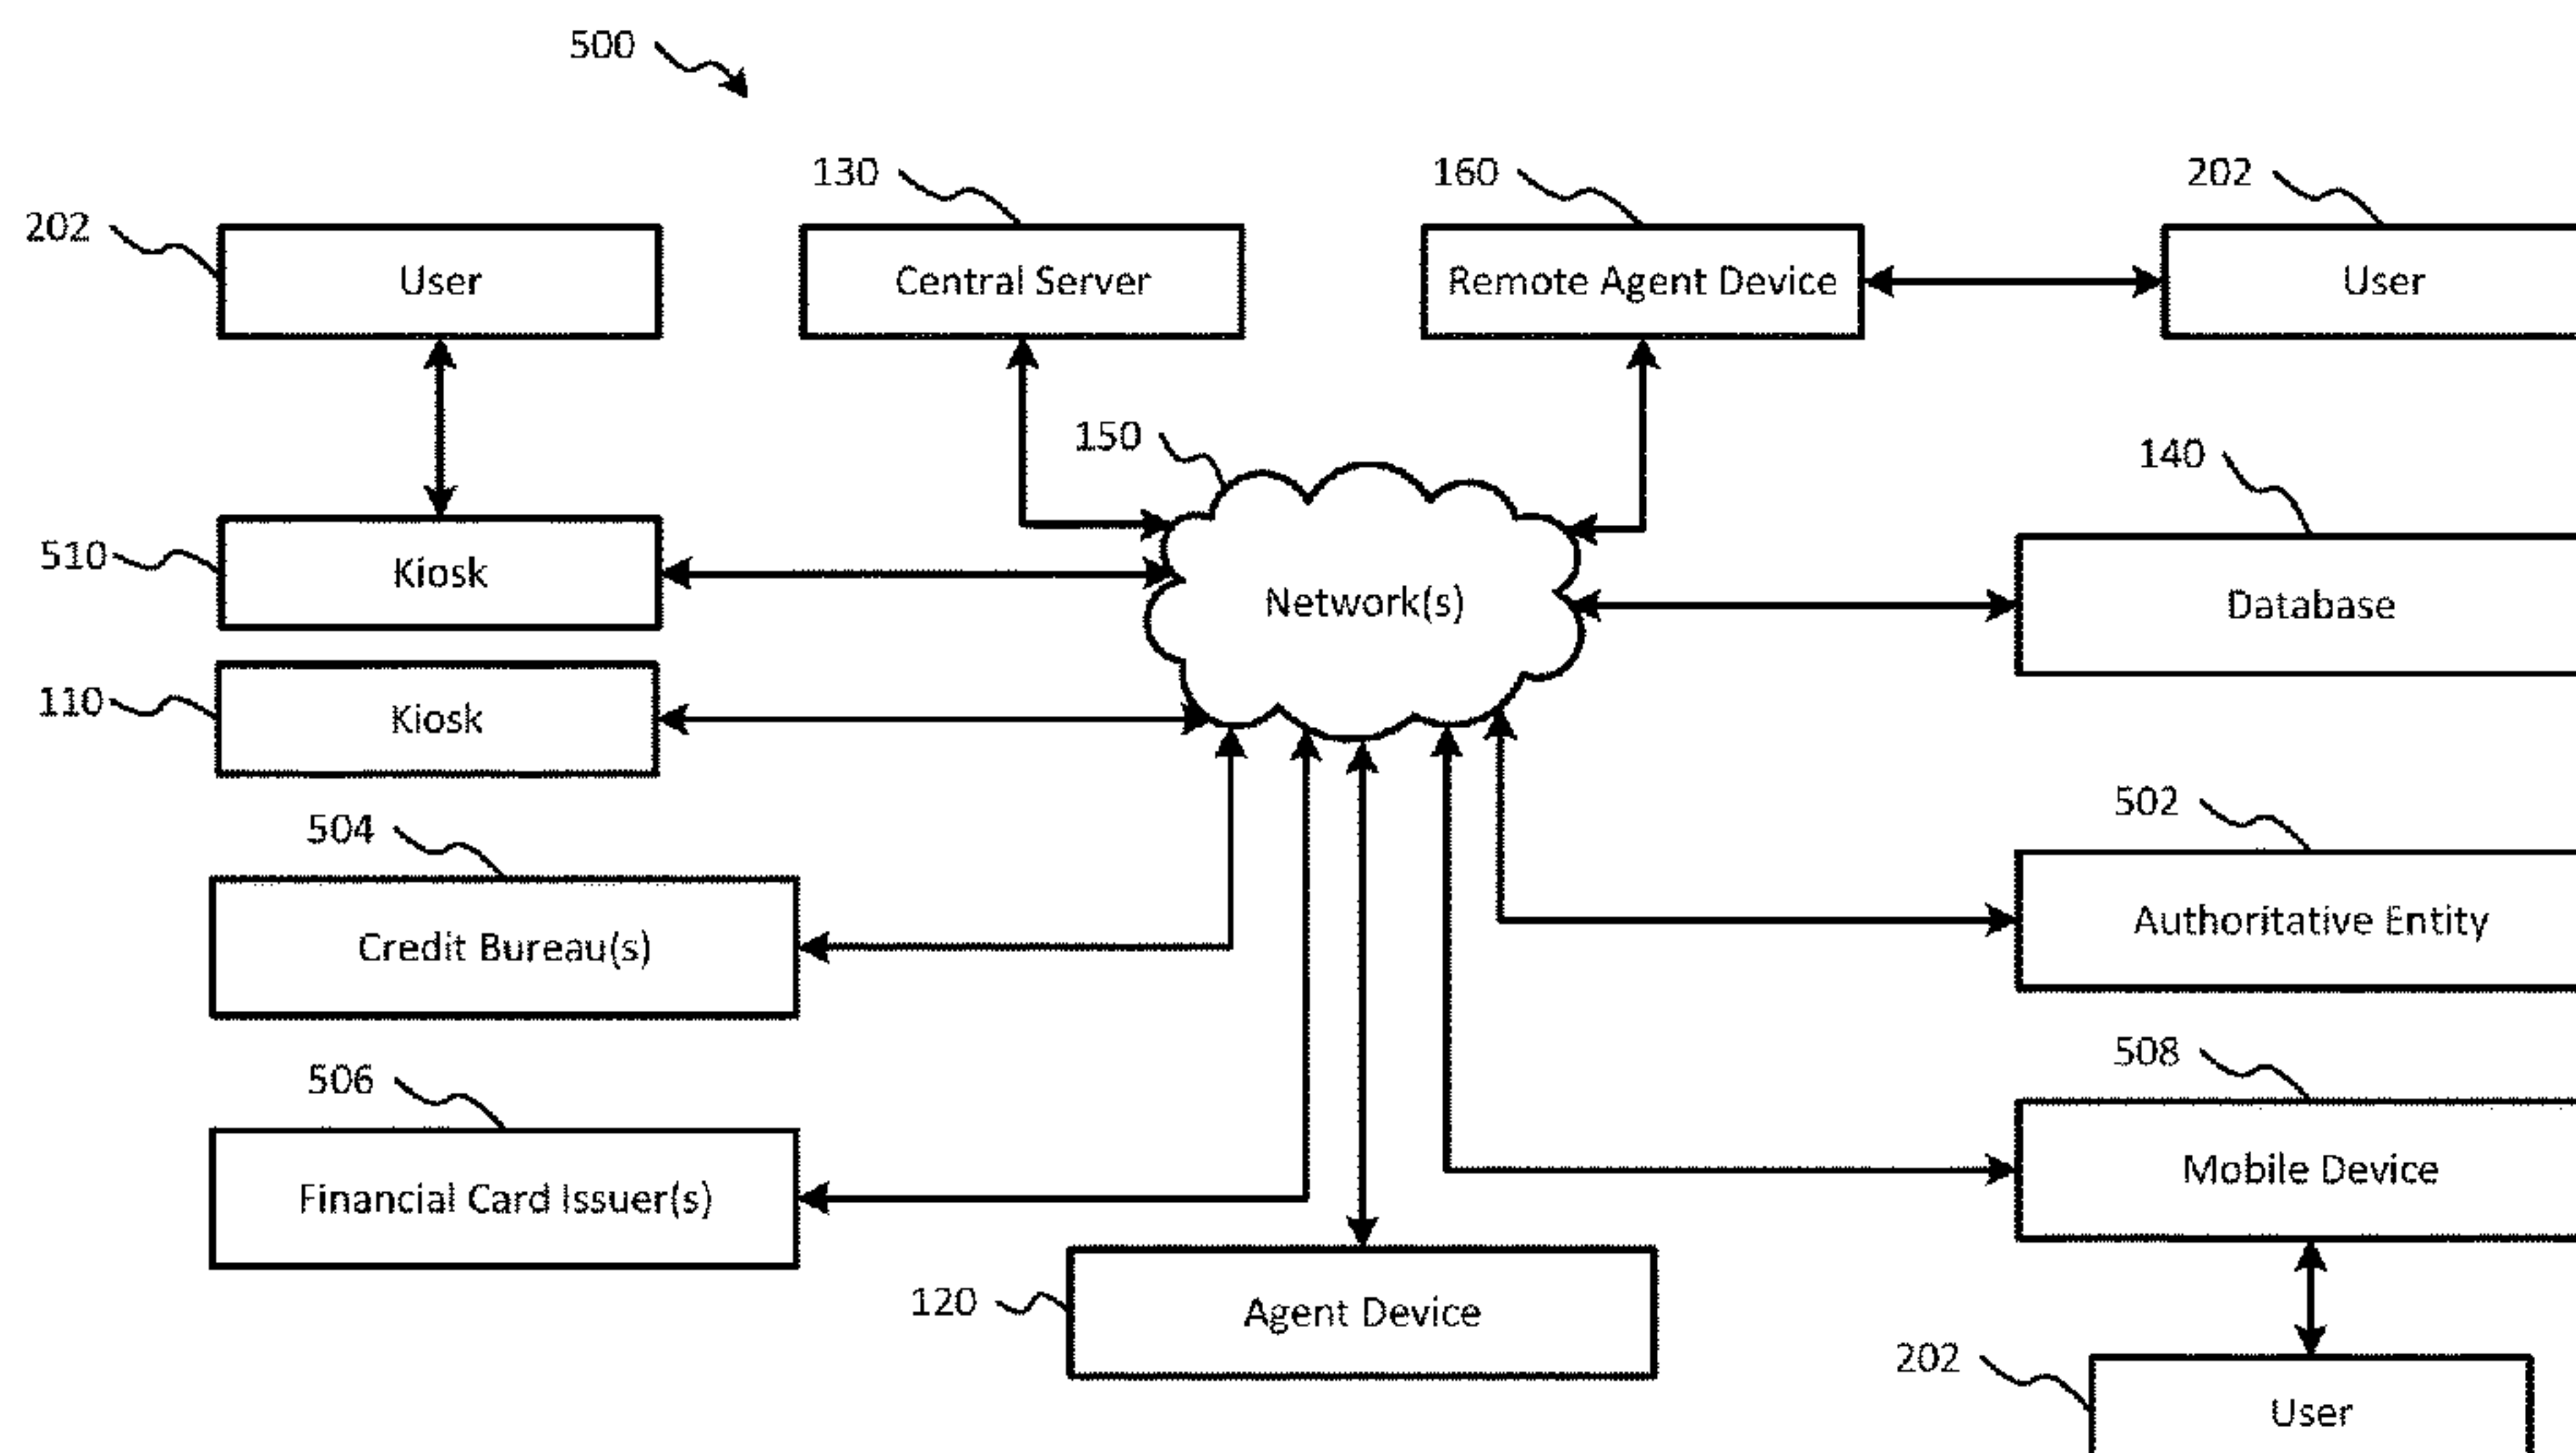 500
130
160
202
202
User
Central Server
Remote Agent Device
User
150
140
510
Kiosk
Network(s)
Database
110
Kiosk
504
502
Credit Bureau(s)
Authoritative Entity
506
508
Financial Card Issuer(s)
Mobile Device
120
Agent Device
202
User